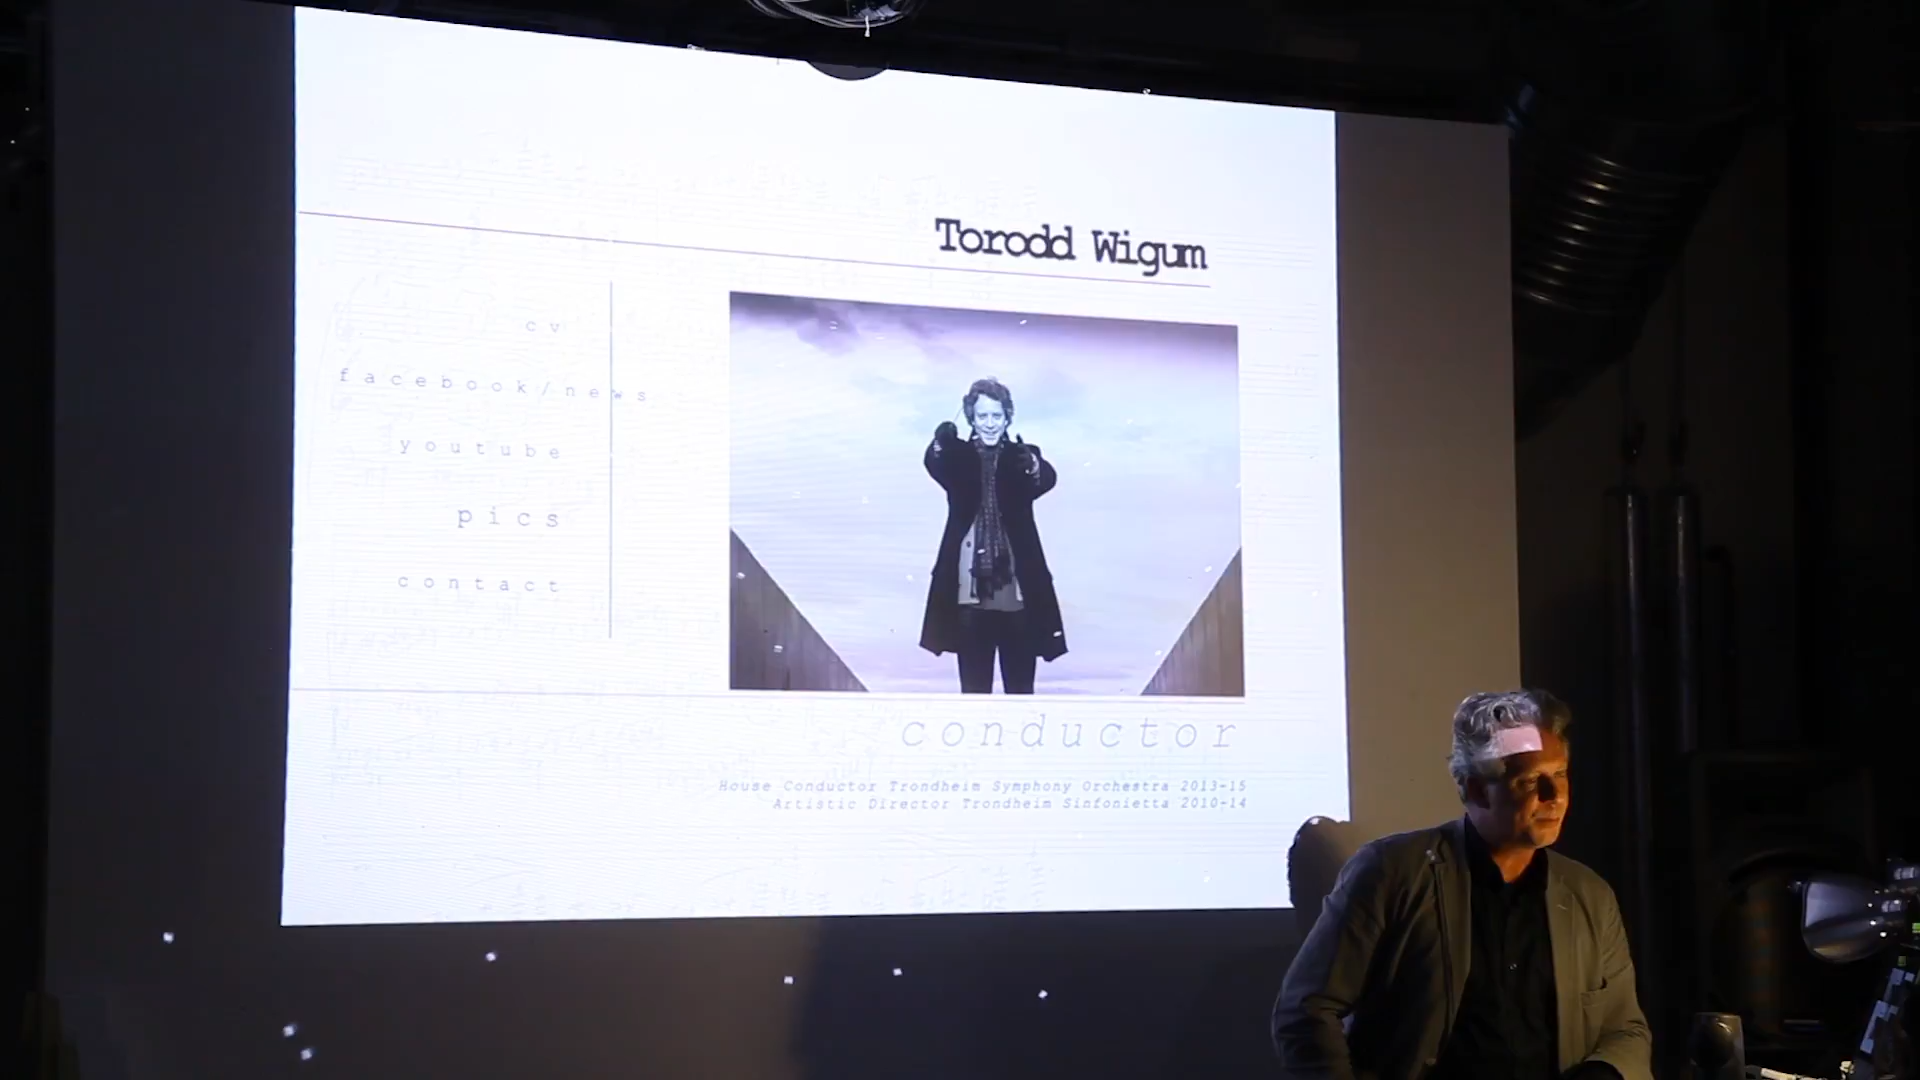 Torodd Wigum
cv
facebook/news
youtube
pics
contact
conductor
House Conductor Trondheim Symphony Orchestra 2013-15
Artistic Director Trondheim Sinfonietta 2010-14